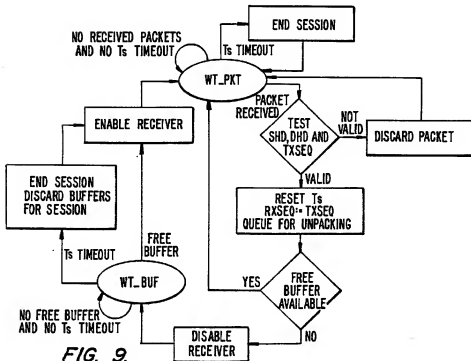 NO RECEIVED PACKETS
AND NO Ts TIMEOUT
Ts TIMEOUT
END SESSION
WT_PKT
PACKET
RECEIVED
TEST
SHD,DHD AND
TXSEQ
NOT
VALID
DISCARD PACKET
ENABLE RECEIVER
VALID
RESET Ts
RXSEQ:= TXSEQ
QUEUE FOR UNPACKING
END SESSION
DISCARD BUFFERS
FOR SESSION
FREE
BUFFER
Ts TIMEOUT
WT_BUF
YES
FREE
BUFFER
AVAILABLE
NO
NO FREE BUFFER
AND NO Ts TIMEOUT
DISABLE
RECEIVER
FIG. 9.